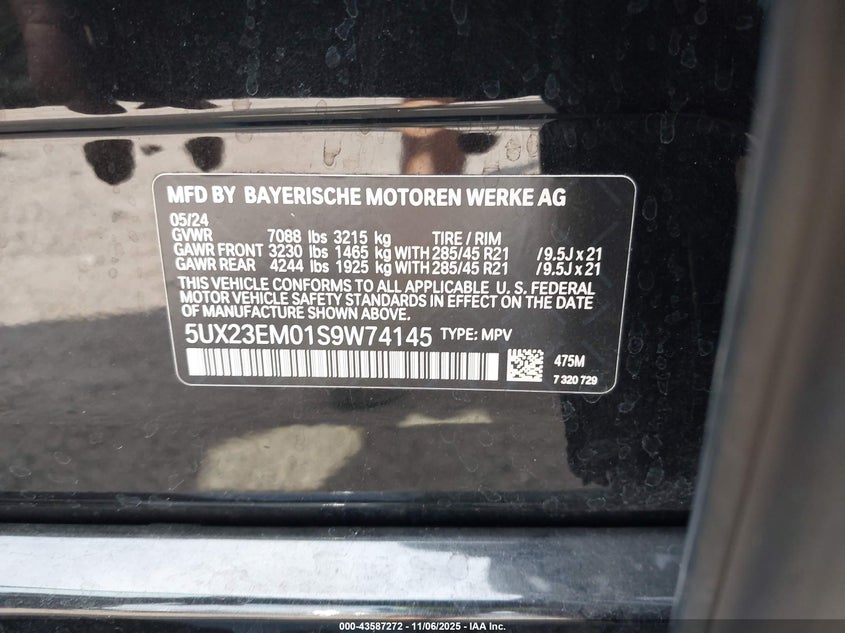 MFD BY BAYERISCHE MOTOREN WERKE AG
05/24
GVWR 7088 lbs 3215 kg TIRE / RIM
GAWR FRONT 3230 lbs 1465 kg WITH 285/45 R21 / 9.5J x 21
GAWR REAR 4244 lbs 1925 kg WITH 285/45 R21 / 9.5J x 21
THIS VEHICLE CONFORMS TO ALL APPLICABLE U. S. FEDERAL
MOTOR VEHICLE SAFETY STANDARDS IN EFFECT ON THE DATE
OF MANUFACTURE SHOWN ABOVE.
5UX23EM01S9W74145 TYPE: MPV
475M
7 320 729
000-43587272 - 11/06/2025 - IAA Inc.